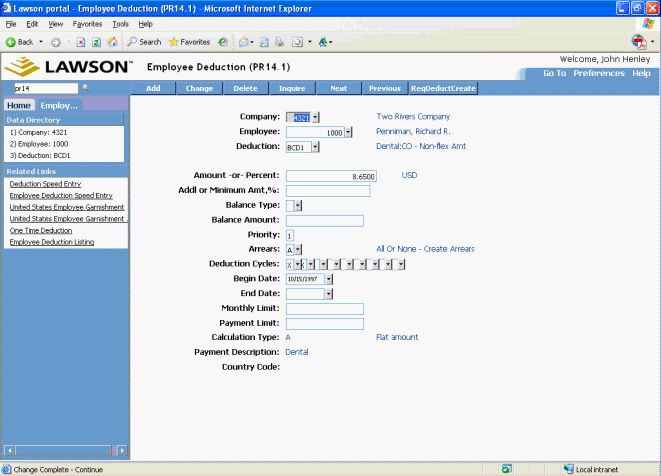 Lawson portal - Employee Deduction (PR14.1) - Microsoft Internet Explorer
File Edit View Favorites Tools Help
Back Search Favorites
LAWSON™ Employee Deduction (PR14.1) Welcome, John Henley
Go To Preferences Help
pr14 Add Change Delete Inquire Next Previous ReqDeductCreate
Home Employ...
Data Directory
1) Company: 4321
2) Employee: 1000
3) Deduction: BCD1
Related Links
Deduction Speed Entry
Employee Deduction Speed Entry
United States Employee Garnishment
United States Employee Garnishment .
One Time Deduction
Employee Deduction Listing
Company: 4321 Two Rivers Company
Employee: 1000 Penniman, Richard R.
Deduction: BCD1 Dental:CO - Non-flex Amt
Amount -or- Percent: 8.6500 USD
Addl or Minimum Amt,%:
Balance Type:
Balance Amount:
Priority: 1
Arrears: A All Or None - Create Arrears
Deduction Cycles: X X
Begin Date: 10/15/1997
End Date:
Monthly Limit:
Payment Limit:
Calculation Type: A Flat amount
Payment Description: Dental
Country Code:
Change Complete - Continue Local intranet